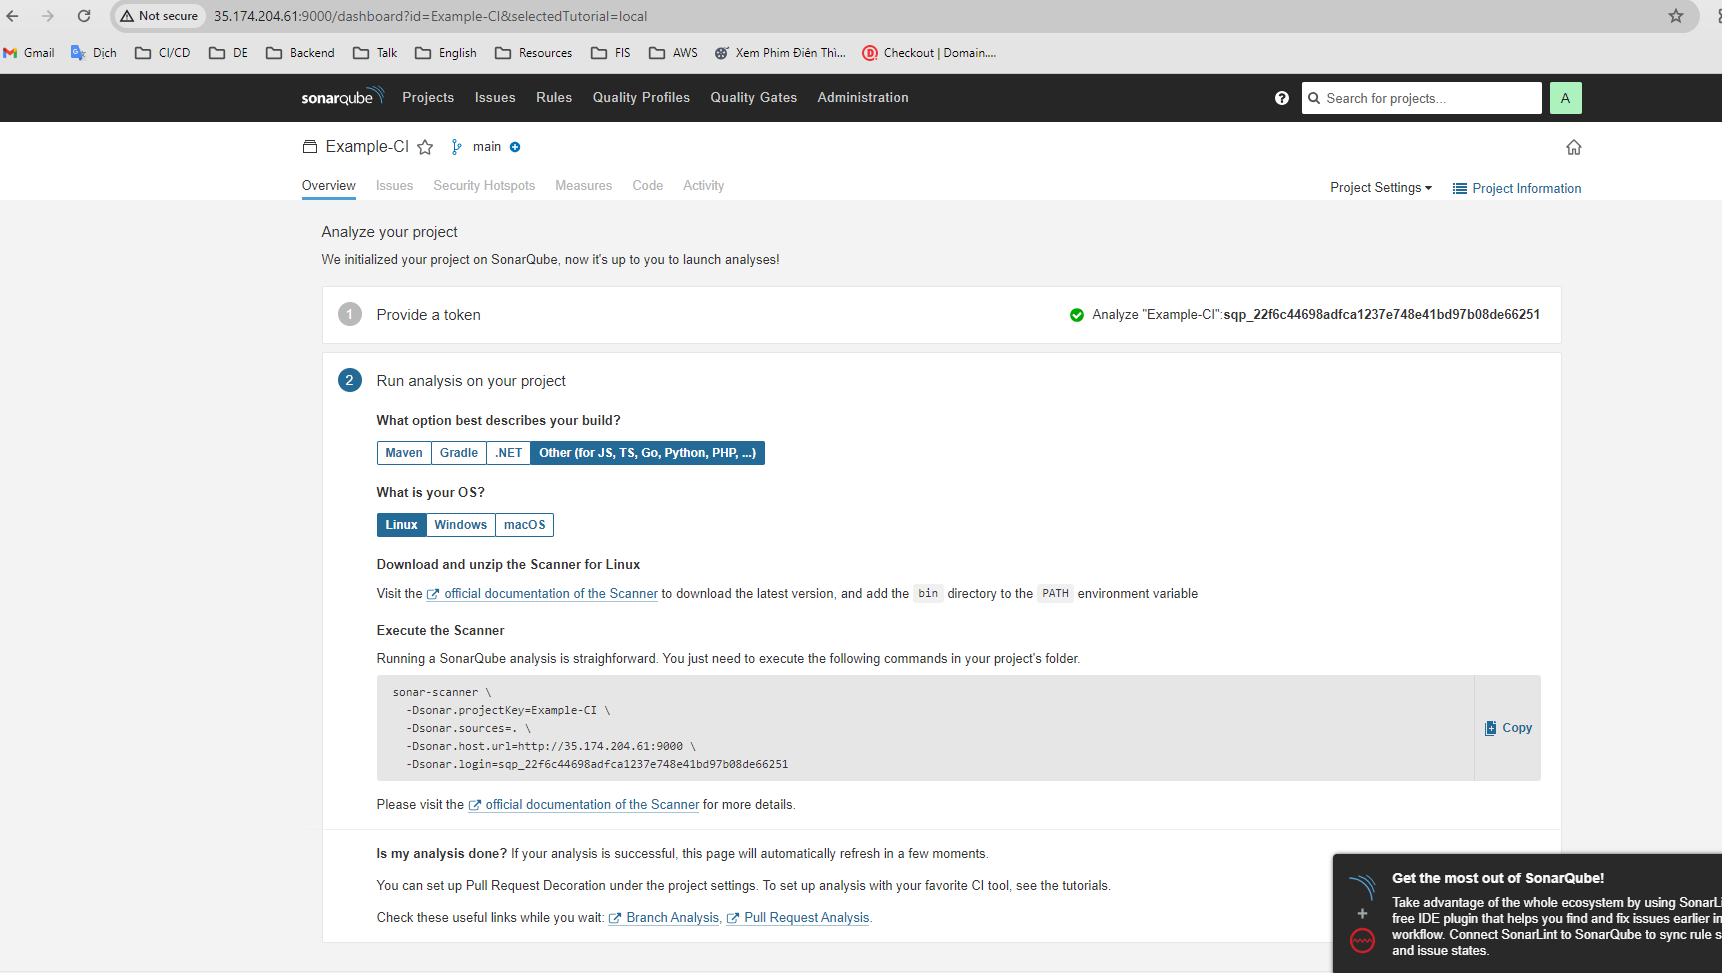 Not secure 35.174.204.61:9000/dashboard?id=Example-CI&selectedTutorial=local
Gmail Dịch CI/CD DE Backend Talk English Resources FIS AWS Xem Phim Điên Thì... Checkout | Domain....
sonarqube Projects Issues Rules Quality Profiles Quality Gates Administration ? Search for projects... A
Example-CI main
Overview Issues Security Hotspots Measures Code Activity Project Settings Project Information
Analyze your project
We initialized your project on SonarQube, now it's up to you to launch analyses!
1 Provide a token Analyze "Example-CI":sqp_22f6c44698adfca1237e748e41bd97b08de66251
2 Run analysis on your project
What option best describes your build?
Maven Gradle .NET Other (for JS, TS, Go, Python, PHP, ...)
What is your OS?
Linux Windows macOS
Download and unzip the Scanner for Linux
Visit the official documentation of the Scanner to download the latest version, and add the bin directory to the PATH environment variable
Execute the Scanner
Running a SonarQube analysis is straighforward. You just need to execute the following commands in your project's folder.
sonar-scanner \
-Dsonar.projectKey=Example-CI \
-Dsonar.sources=. \
-Dsonar.host.url=http://35.174.204.61:9000 \
-Dsonar.login=sqp_22f6c44698adfca1237e748e41bd97b08de66251
Copy
Please visit the official documentation of the Scanner for more details.
Is my analysis done? If your analysis is successful, this page will automatically refresh in a few moments.
You can set up Pull Request Decoration under the project settings. To set up analysis with your favorite CI tool, see the tutorials.
Check these useful links while you wait: Branch Analysis, Pull Request Analysis.
Get the most out of SonarQube!
Take advantage of the whole ecosystem by using SonarLi
free IDE plugin that helps you find and fix issues earlier in
workflow. Connect SonarLint to SonarQube to sync rule s
and issue states.